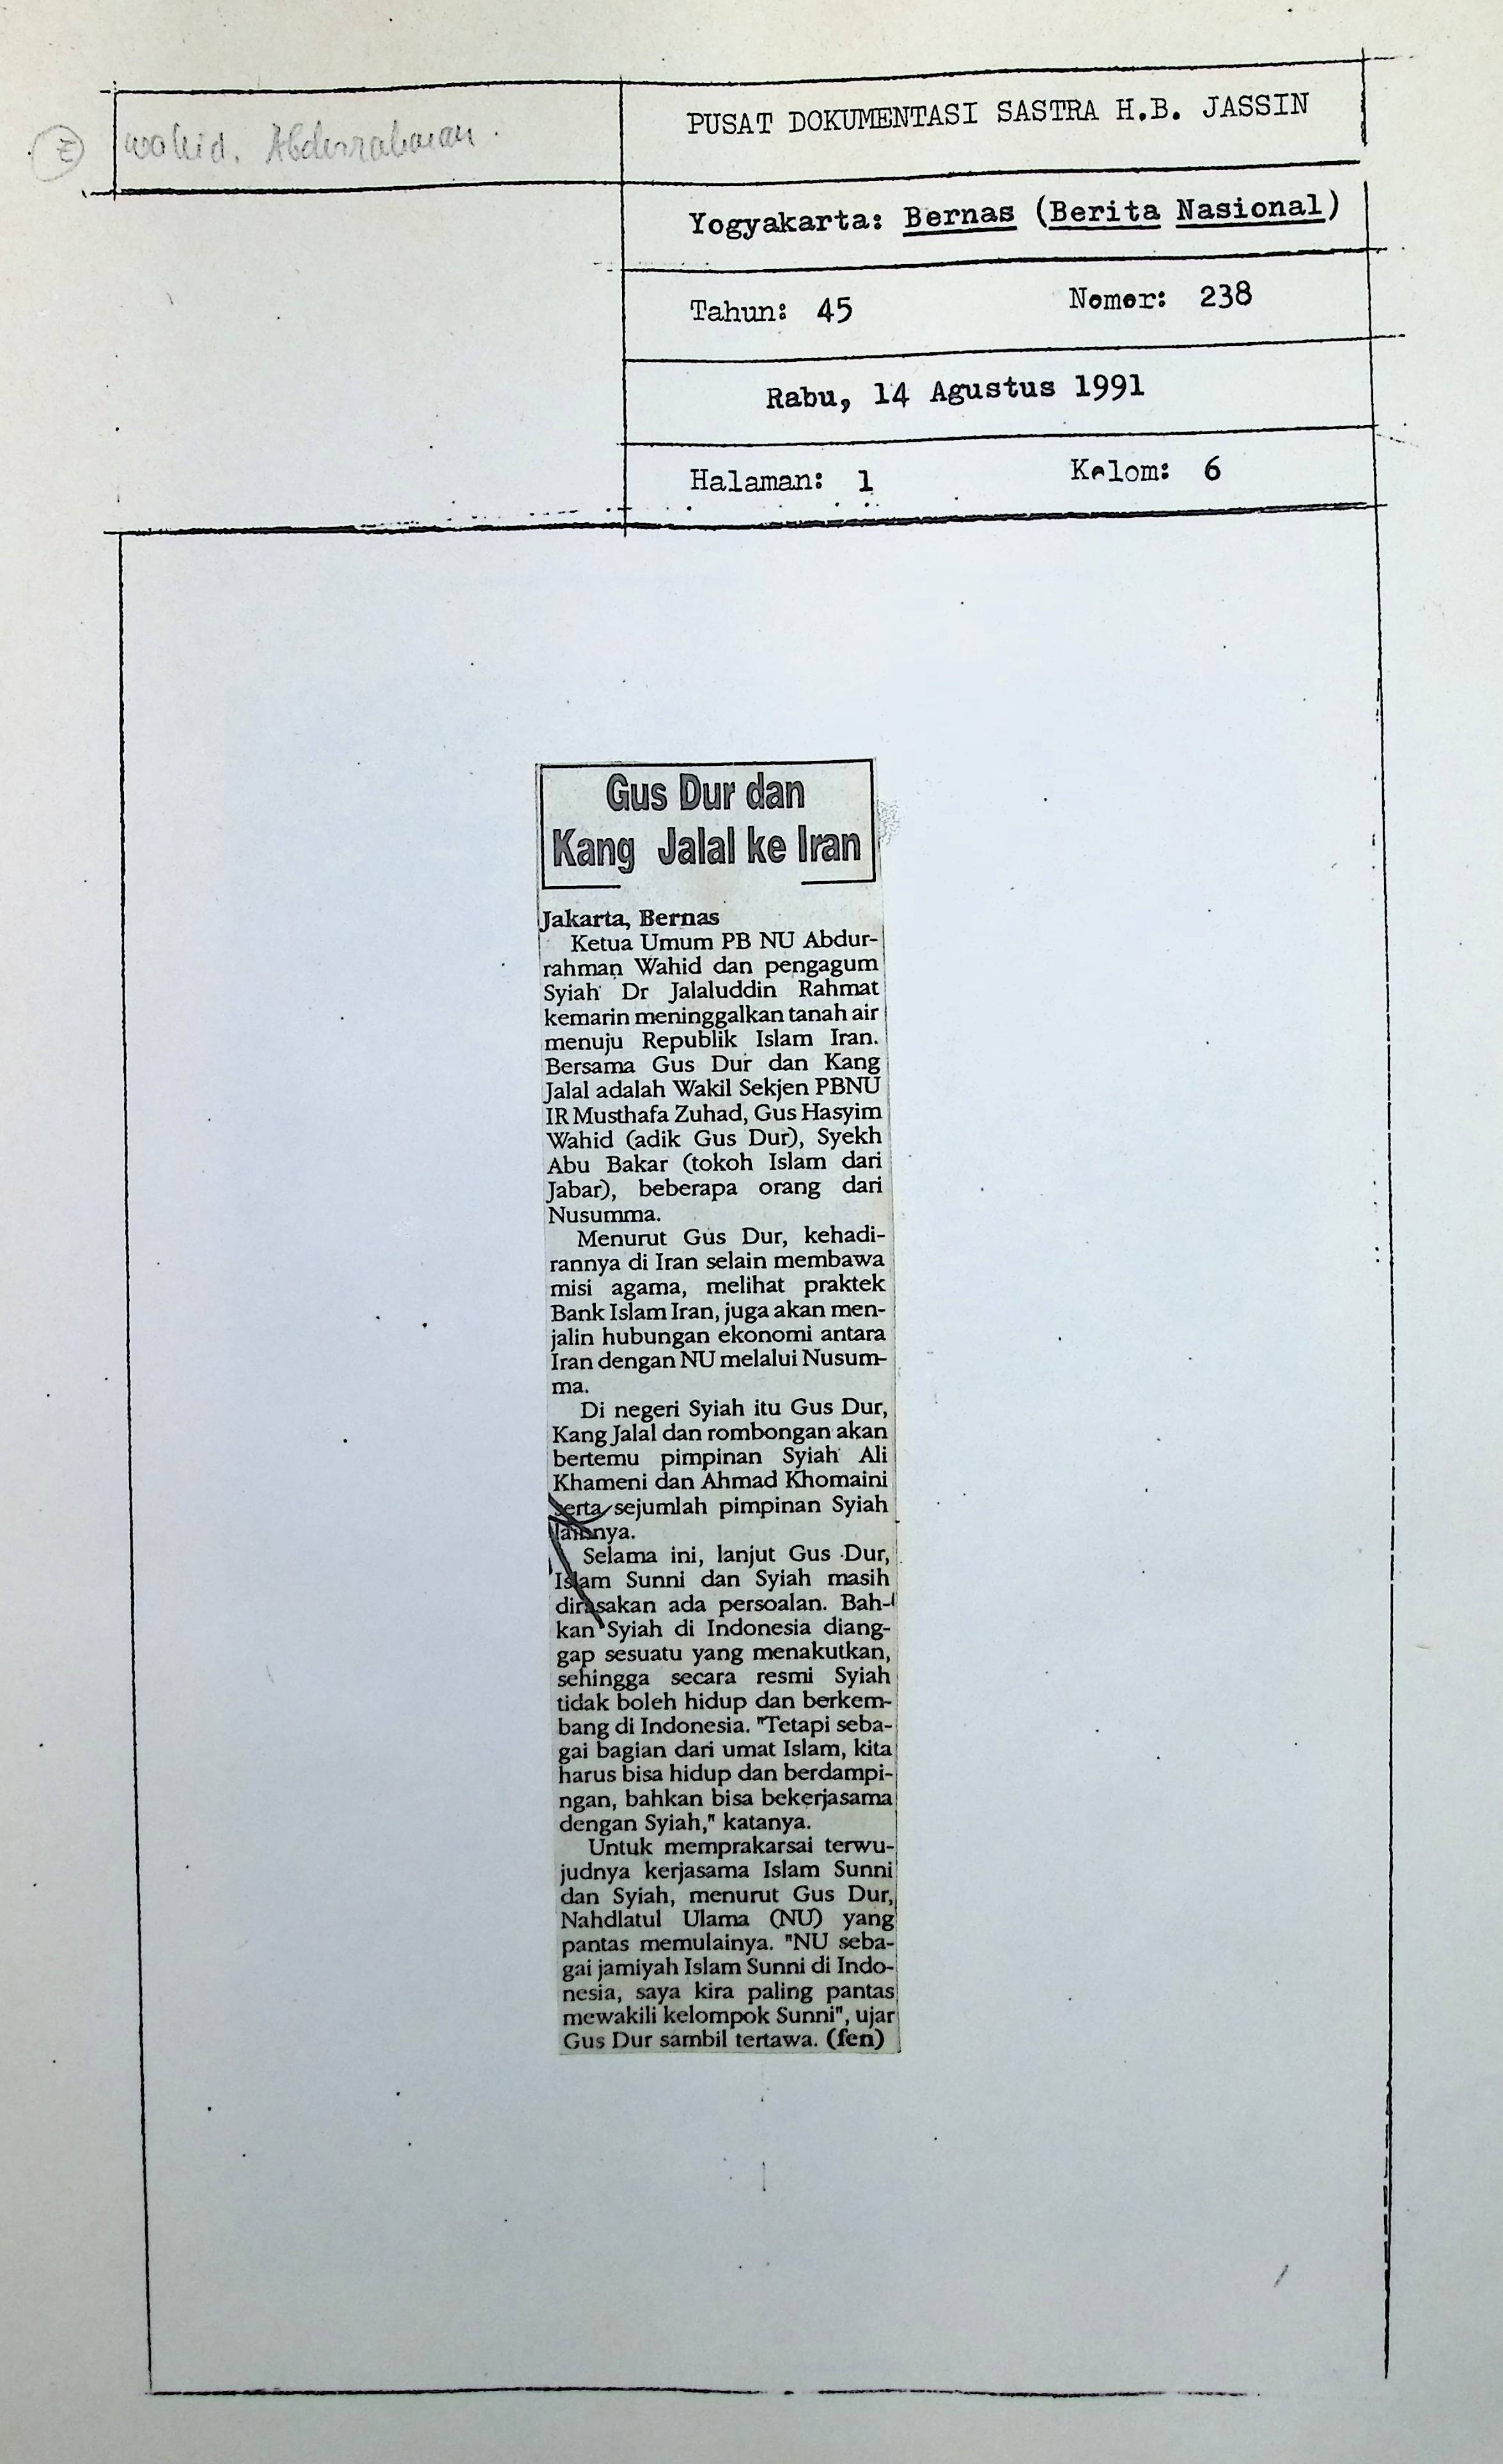 Z
Wahid, Abdurrahman.
PUSAT DOKUMENTASI SASTRA H.B. JASSIN
Yogyakarta: Bernas (Berita Nasional)
Tahun: 45 Nomer: 238
Rabu, 14 Agustus 1991
Halaman: 1 Kolom: 6
Gus Dur dan
Kang Jalal ke Iran
Jakarta, Bernas
Ketua Umum PB NU Abdur-
rahman Wahid dan pengagum
Syiah Dr Jalaluddin Rahmat
kemarin meninggalkan tanah air
menuju Republik Islam Iran.
Bersama Gus Dur dan Kang
Jalal adalah Wakil Sekjen PBNU
IR Musthafa Zuhad, Gus Hasyim
Wahid (adik Gus Dur), Syekh
Abu Bakar (tokoh Islam dari
Jabar), beberapa orang dari
Nusumma.
Menurut Gus Dur, kehadi-
rannya di Iran selain membawa
misi agama, melihat praktek
Bank Islam Iran, juga akan men-
jalin hubungan ekonomi antara
Iran dengan NU melalui Nusum-
ma.
Di negeri Syiah itu Gus Dur,
Kang Jalal dan rombongan akan
bertemu pimpinan Syiah Ali
Khameni dan Ahmad Khomaini
serta sejumlah pimpinan Syiah
lainnya.
Selama ini, lanjut Gus Dur,
Islam Sunni dan Syiah masih
dirasakan ada persoalan. Bah-
kan Syiah di Indonesia diang-
gap sesuatu yang menakutkan,
sehingga secara resmi Syiah
tidak boleh hidup dan berkem-
bang di Indonesia. "Tetapi seba-
gai bagian dari umat Islam, kita
harus bisa hidup dan berdampi-
ngan, bahkan bisa bekerjasama
dengan Syiah," katanya.
Untuk memprakarsai terwu-
judnya kerjasama Islam Sunni
dan Syiah, menurut Gus Dur,
Nahdlatul Ulama (NU) yang
pantas memulainya. "NU seba-
gai jamiyah Islam Sunni di Indo-
nesia, saya kira paling pantas
mewakili kelompok Sunni", ujar
Gus Dur sambil tertawa. (fen)